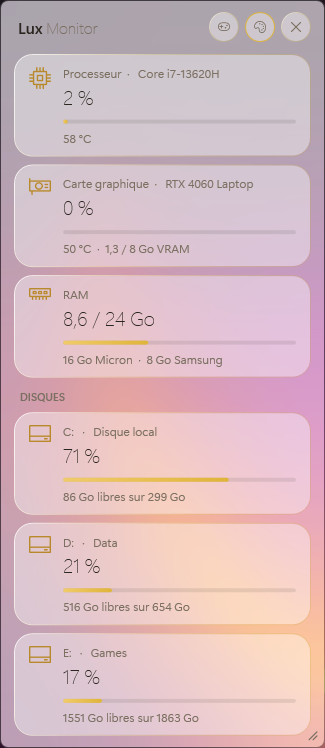 Lux Monitor
Processeur · Core i7-13620H
2 %
58 °C
Carte graphique · RTX 4060 Laptop
0 %
50 °C · 1,3 / 8 Go VRAM
RAM
8,6 / 24 Go
16 Go Micron · 8 Go Samsung
DISQUES
C: · Disque local
71 %
86 Go libres sur 299 Go
D: · Data
21 %
516 Go libres sur 654 Go
E: · Games
17 %
1551 Go libres sur 1863 Go